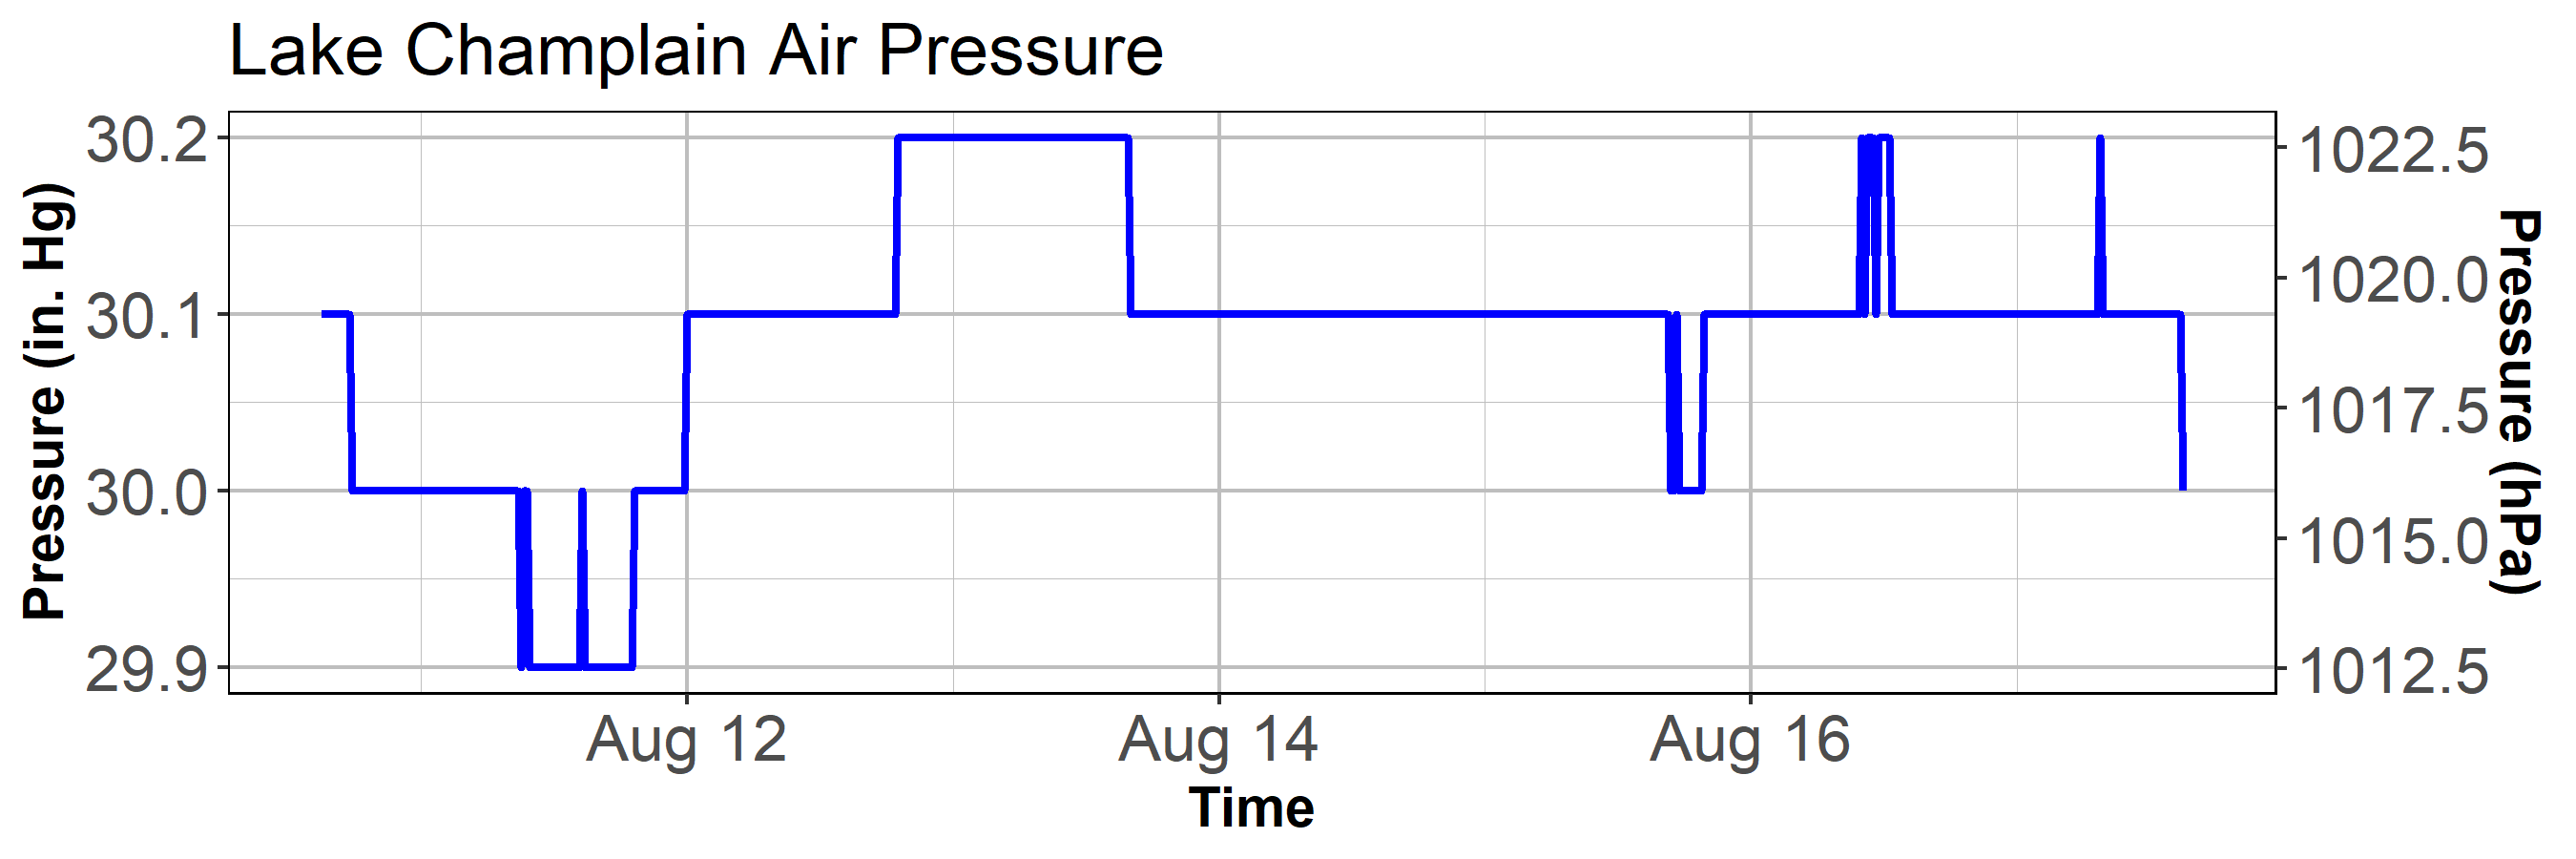 Lake Champlain Air Pressure
Pressure (in. Hg)
30.2
30.1
30.0
29.9
1022.5
1020.0
1017.5
1015.0
1012.5
Pressure (hPa)
Aug 12
Aug 14
Aug 16
Time